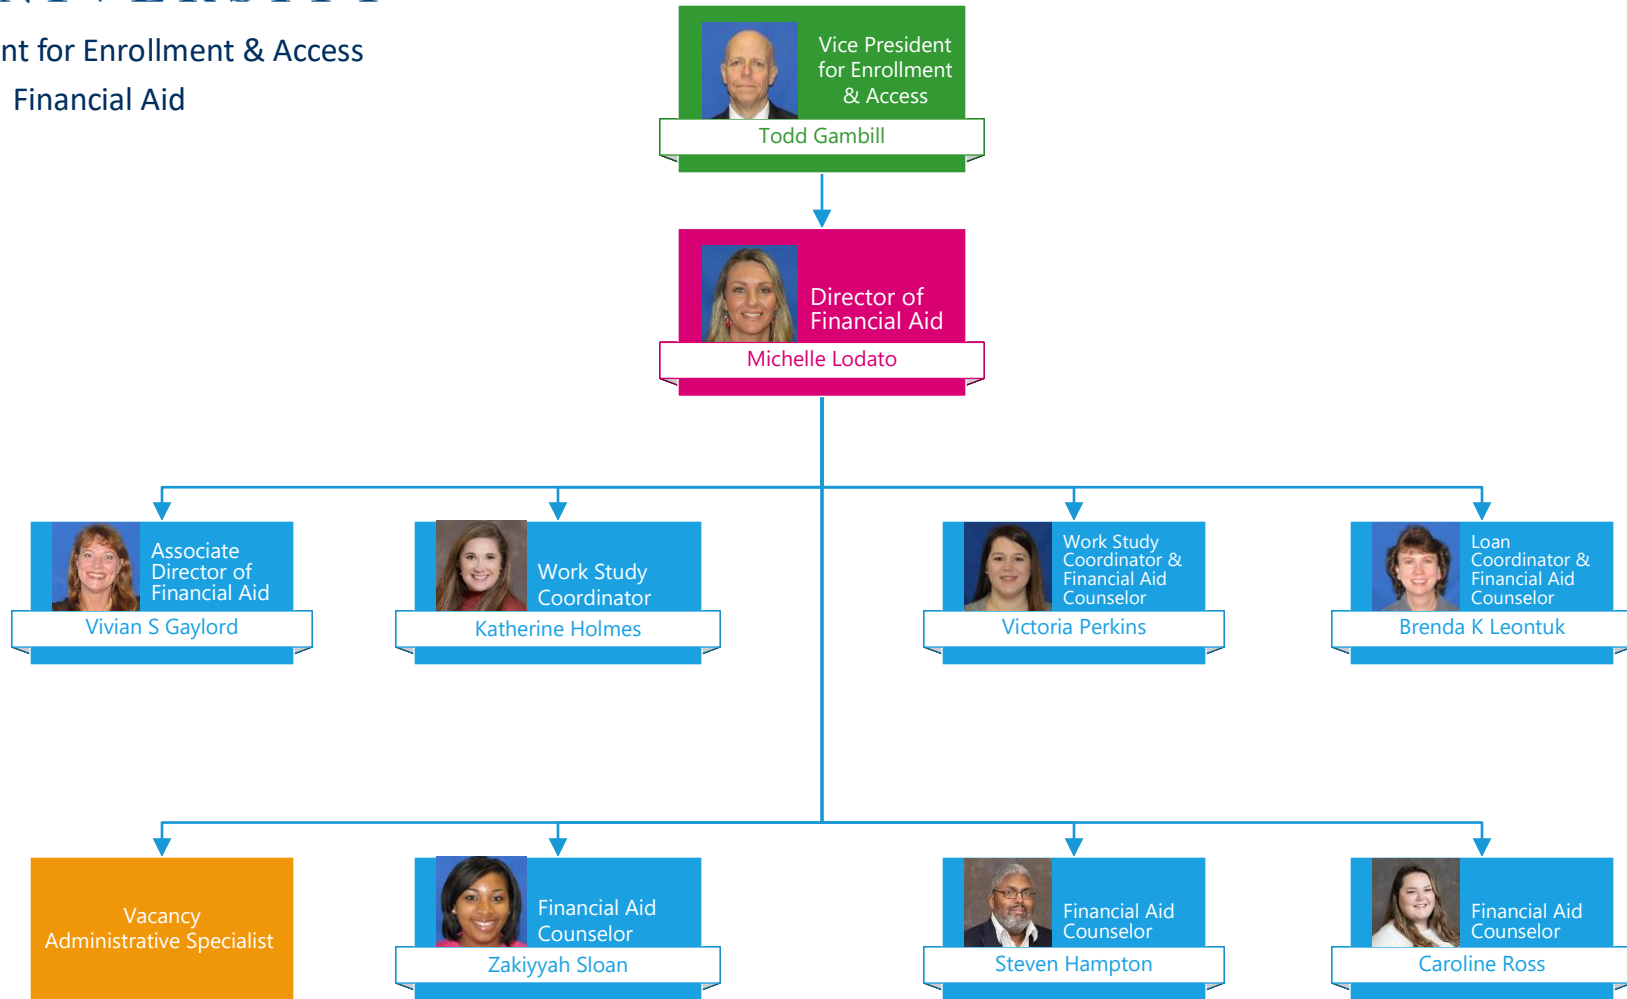 nt for Enrollment & Access
Financial Aid
Vice President
for Enrollment
& Access
Todd Gambill
Director of
Financial Aid
Michelle Lodato
Associate
Director of
Financial Aid
Vivian S Gaylord
Work Study
Coordinator
Katherine Holmes
Work Study
Coordinator &
Financial Aid
Counselor
Victoria Perkins
Loan
Coordinator &
Financial Aid
Counselor
Brenda K Leontuk
Vacancy
Administrative Specialist
Financial Aid
Counselor
Zakiyyah Sloan
Financial Aid
Counselor
Steven Hampton
Financial Aid
Counselor
Caroline Ross